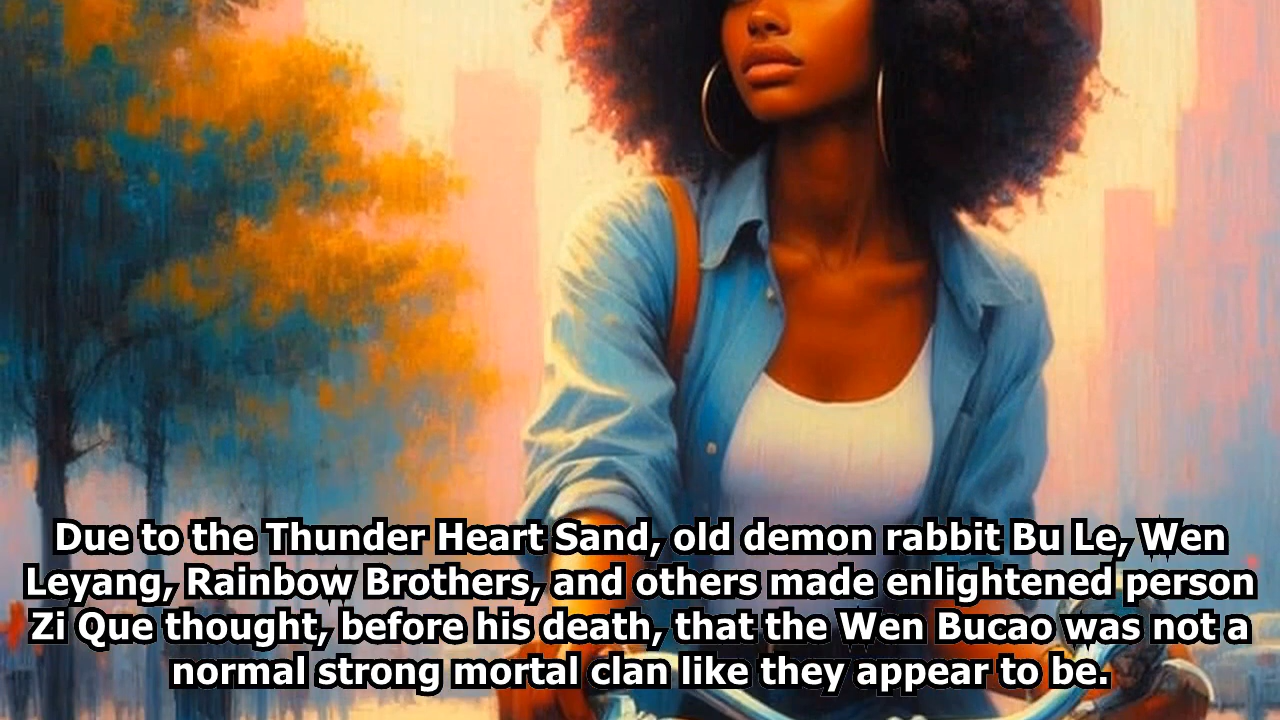 Due to the Thunder Heart Sand, old demon rabbit Bu Le, Wen
Leyang, Rainbow Brothers, and others made enlightened person
Zi Que thought, before his death, that the Wen Bucao was not a
normal strong mortal clan like they appear to be.